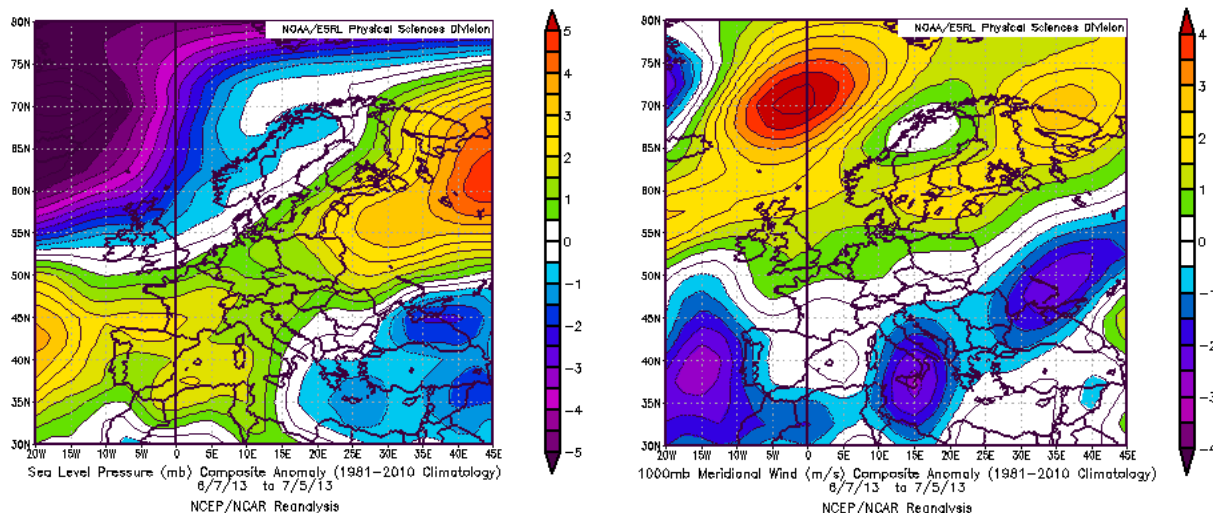 NOAA/ESRL Physical Sciences Division
80N
75N
70N
65N
60N
55N
50N
45N
40N
35N
30N
20W 15W 10W 5W 0 5E 10E 15E 20E 25E 30E 35E 40E 45E
5
4
3
2
1
0
-1
-2
-3
-4
-5
Sea Level Pressure (mb) Composite Anomaly (1981-2010 Climatology)
6/7/13 to 7/5/13
NCEP/NCAR Reanalysis
NOAA/ESRL Physical Sciences Division
80N
75N
70N
65N
60N
55N
50N
45N
40N
35N
30N
20W 15W 10W 5W 0 5E 10E 15E 20E 25E 30E 35E 40E 45E
4
3
2
1
0
-1
-2
-3
-4
1000mb Meridional Wind (m/s) Composite Anomaly (1981-2010 Climatology)
6/7/13 to 7/5/13
NCEP/NCAR Reanalysis